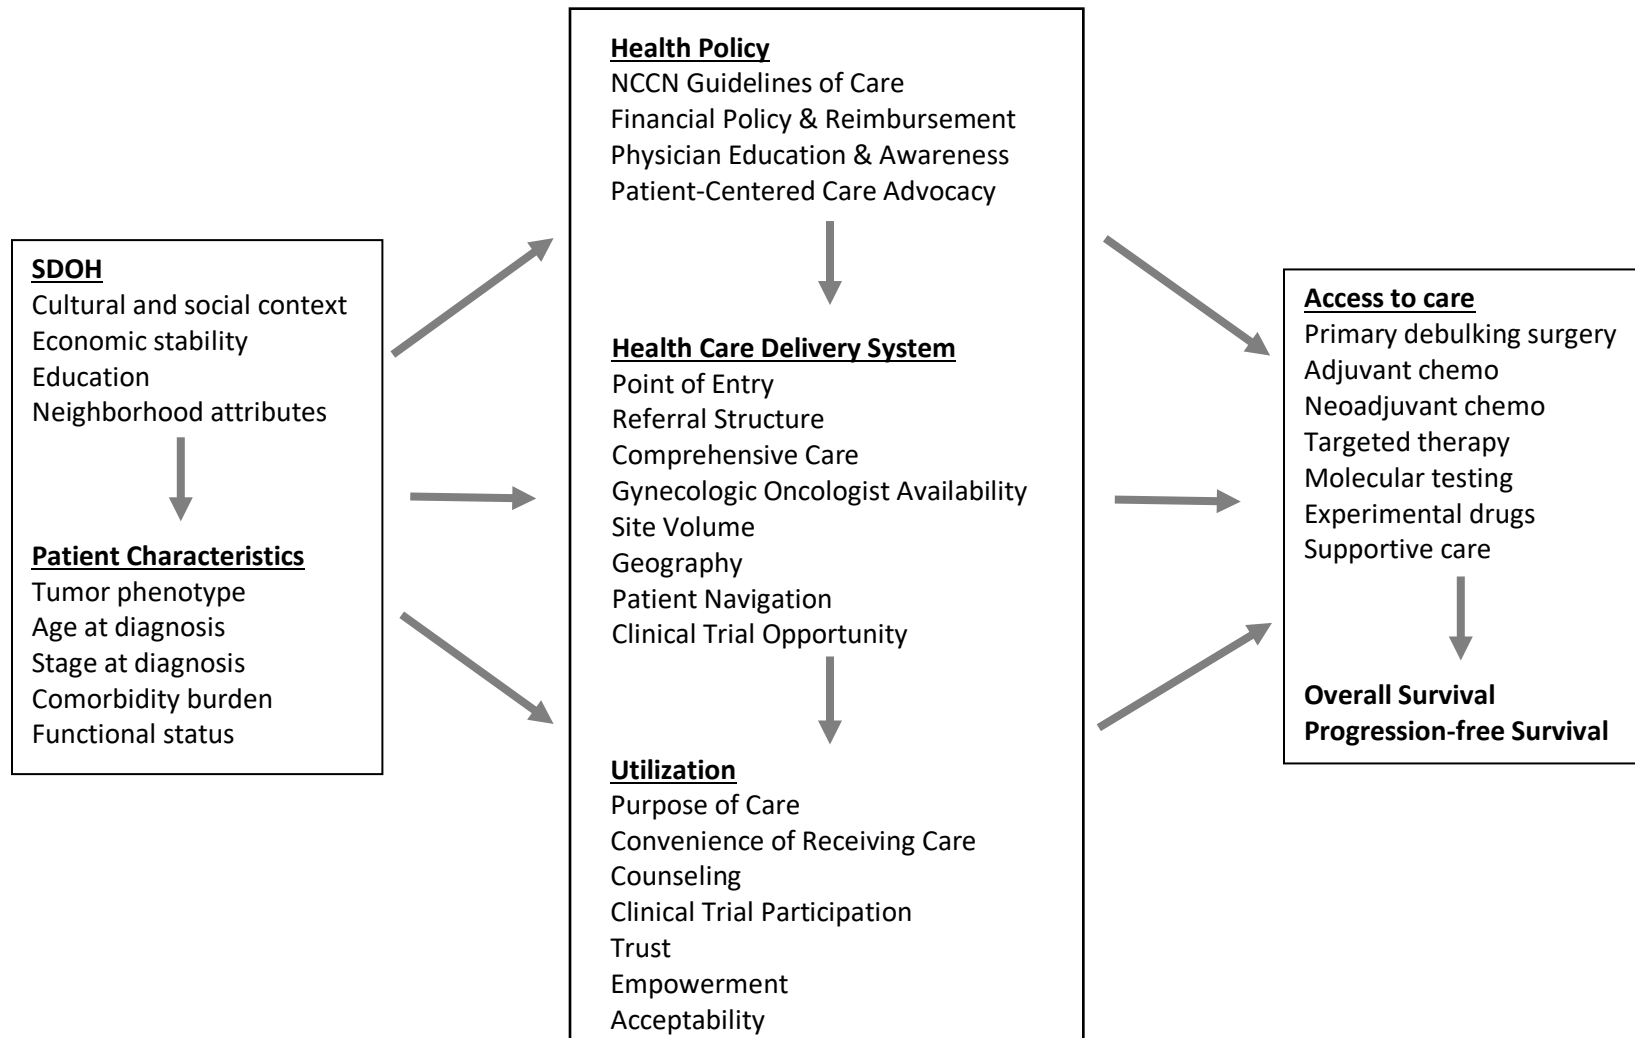 SDOH
Cultural and social context
Economic stability
Education
Neighborhood attributes
Patient Characteristics
Tumor phenotype
Age at diagnosis
Stage at diagnosis
Comorbidity burden
Functional status
Health Policy
NCCN Guidelines of Care
Financial Policy & Reimbursement
Physician Education & Awareness
Patient-Centered Care Advocacy
Health Care Delivery System
Point of Entry
Referral Structure
Comprehensive Care
Gynecologic Oncologist Availability
Site Volume
Geography
Patient Navigation
Clinical Trial Opportunity
Utilization
Purpose of Care
Convenience of Receiving Care
Counseling
Clinical Trial Participation
Trust
Empowerment
Acceptability
Access to care
Primary debulking surgery
Adjuvant chemo
Neoadjuvant chemo
Targeted therapy
Molecular testing
Experimental drugs
Supportive care
Overall Survival
Progression-free Survival